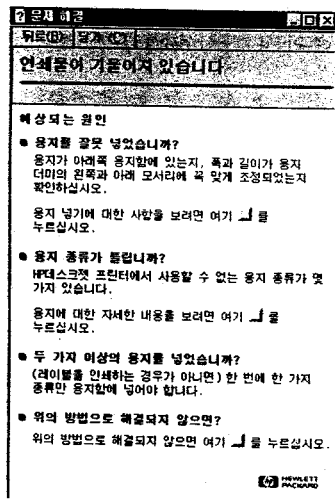 문제 해결
뒤로(B) 닫기(C)
인쇄물이 기울어져 있습니다
예상되는 원인
용지를 잘못 넣었습니까?
용지가 아래쪽 용지함에 있는지, 폭과 길이가 용지
더미의 왼쪽과 아래 모서리에 꼭 맞게 조정되었는지
확인하십시오.
용지 넣기에 대한 사항을 보려면 여기 를
누르십시오.
용지 종류가 틀립니까?
HP데스크젯 프린터에서 사용할 수 없는 용지 종류가 몇
가지 있습니다.
용지에 대한 자세한 내용을 보려면 여기 를
누르십시오.
두 가지 이상의 용지를 넣었습니까?
(레이블을 인쇄하는 경우가 아니면) 한 번에 한 가지
종류만 용지함에 넣어야 합니다.
위의 방법으로 해결되지 않으면?
위의 방법으로 해결되지 않으면 여기 를 누르십시오.
hp HEWLETT
PACKARD